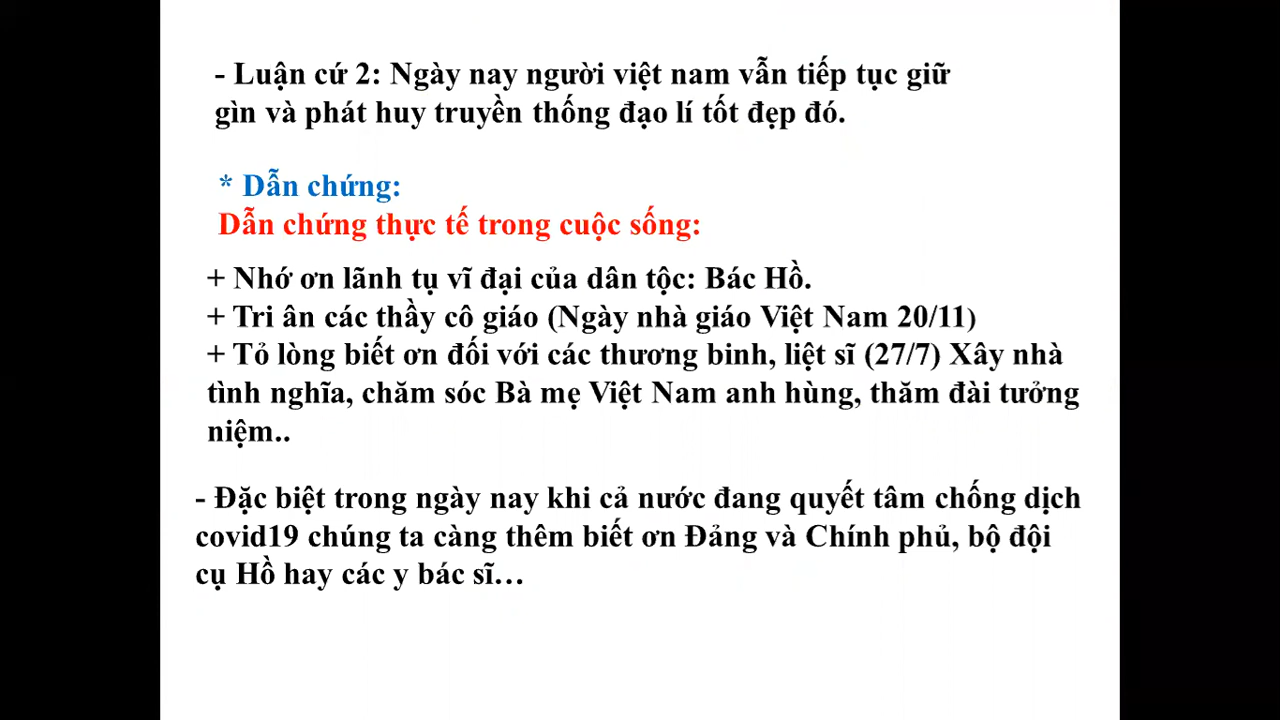 - Luận cứ 2: Ngày nay người việt nam vẫn tiếp tục giữ
gìn và phát huy truyền thống đạo lí tốt đẹp đó.
* Dẫn chứng:
Dẫn chứng thực tế trong cuộc sống:
+ Nhớ ơn lãnh tụ vĩ đại của dân tộc: Bác Hồ.
+ Tri ân các thầy cô giáo (Ngày nhà giáo Việt Nam 20/11)
+ Tỏ lòng biết ơn đối với các thương binh, liệt sĩ (27/7) Xây nhà
tình nghĩa, chăm sóc Bà mẹ Việt Nam anh hùng, thăm đài tưởng
niệm..
- Đặc biệt trong ngày nay khi cả nước đang quyết tâm chống dịch
covid19 chúng ta càng thêm biết ơn Đảng và Chính phủ, bộ đội
cụ Hồ hay các y bác sĩ…